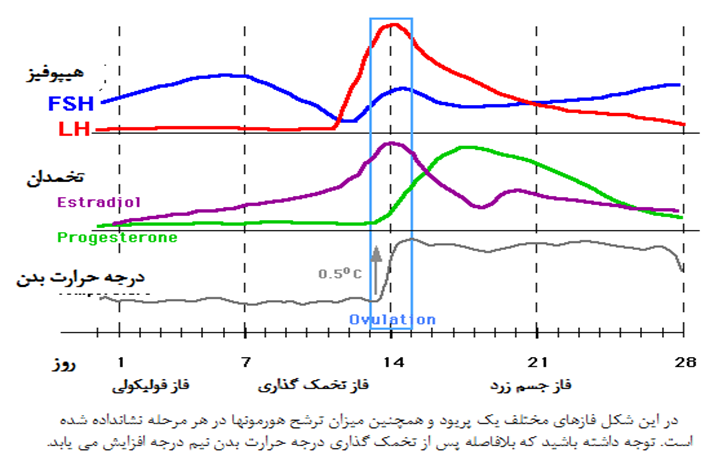 هیپوفیز
FSH
LH
تخمدان
Estradiol
Progesterone
درجه حرارت بدن
0.5⁰C
Ovulation
روز 1 7 14 21 28
فاز فولیکولی فاز تخمک گذاری فاز جسم زرد
در این شکل فازهای مختلف یک پریود و همچنین میزان ترشح هورمونها در هر مرحله نشانداده شده
است. توجه داشته باشید که بلافاصله پس از تخمک گذاری درجه حرارت بدن نیم درجه افزایش می یابد.